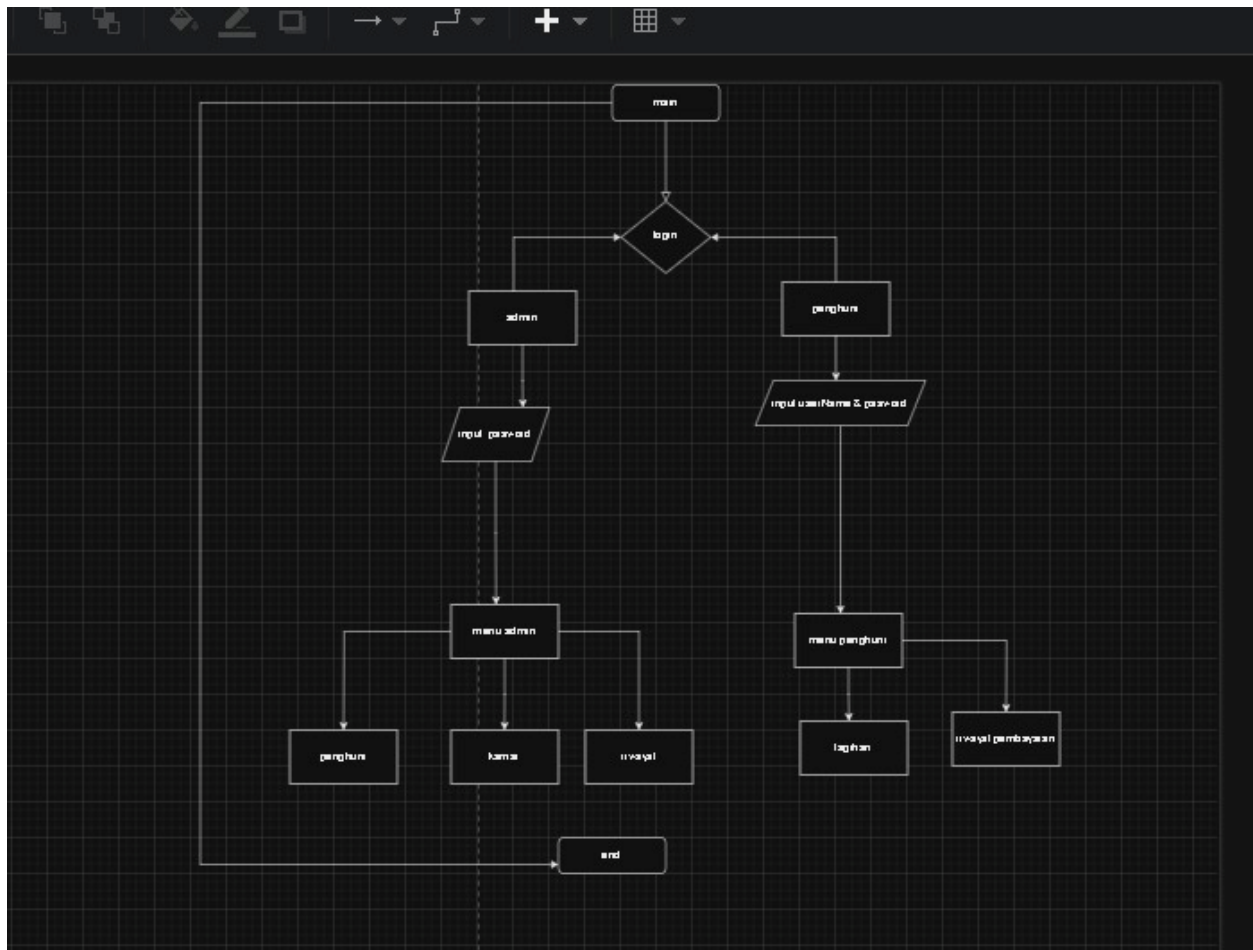 main
login
admin
penghuni
input password
input userName & password
menu admin
menu penghuni
penghuni
kamar
riwayat
tagihan
riwayat pembayaran
end